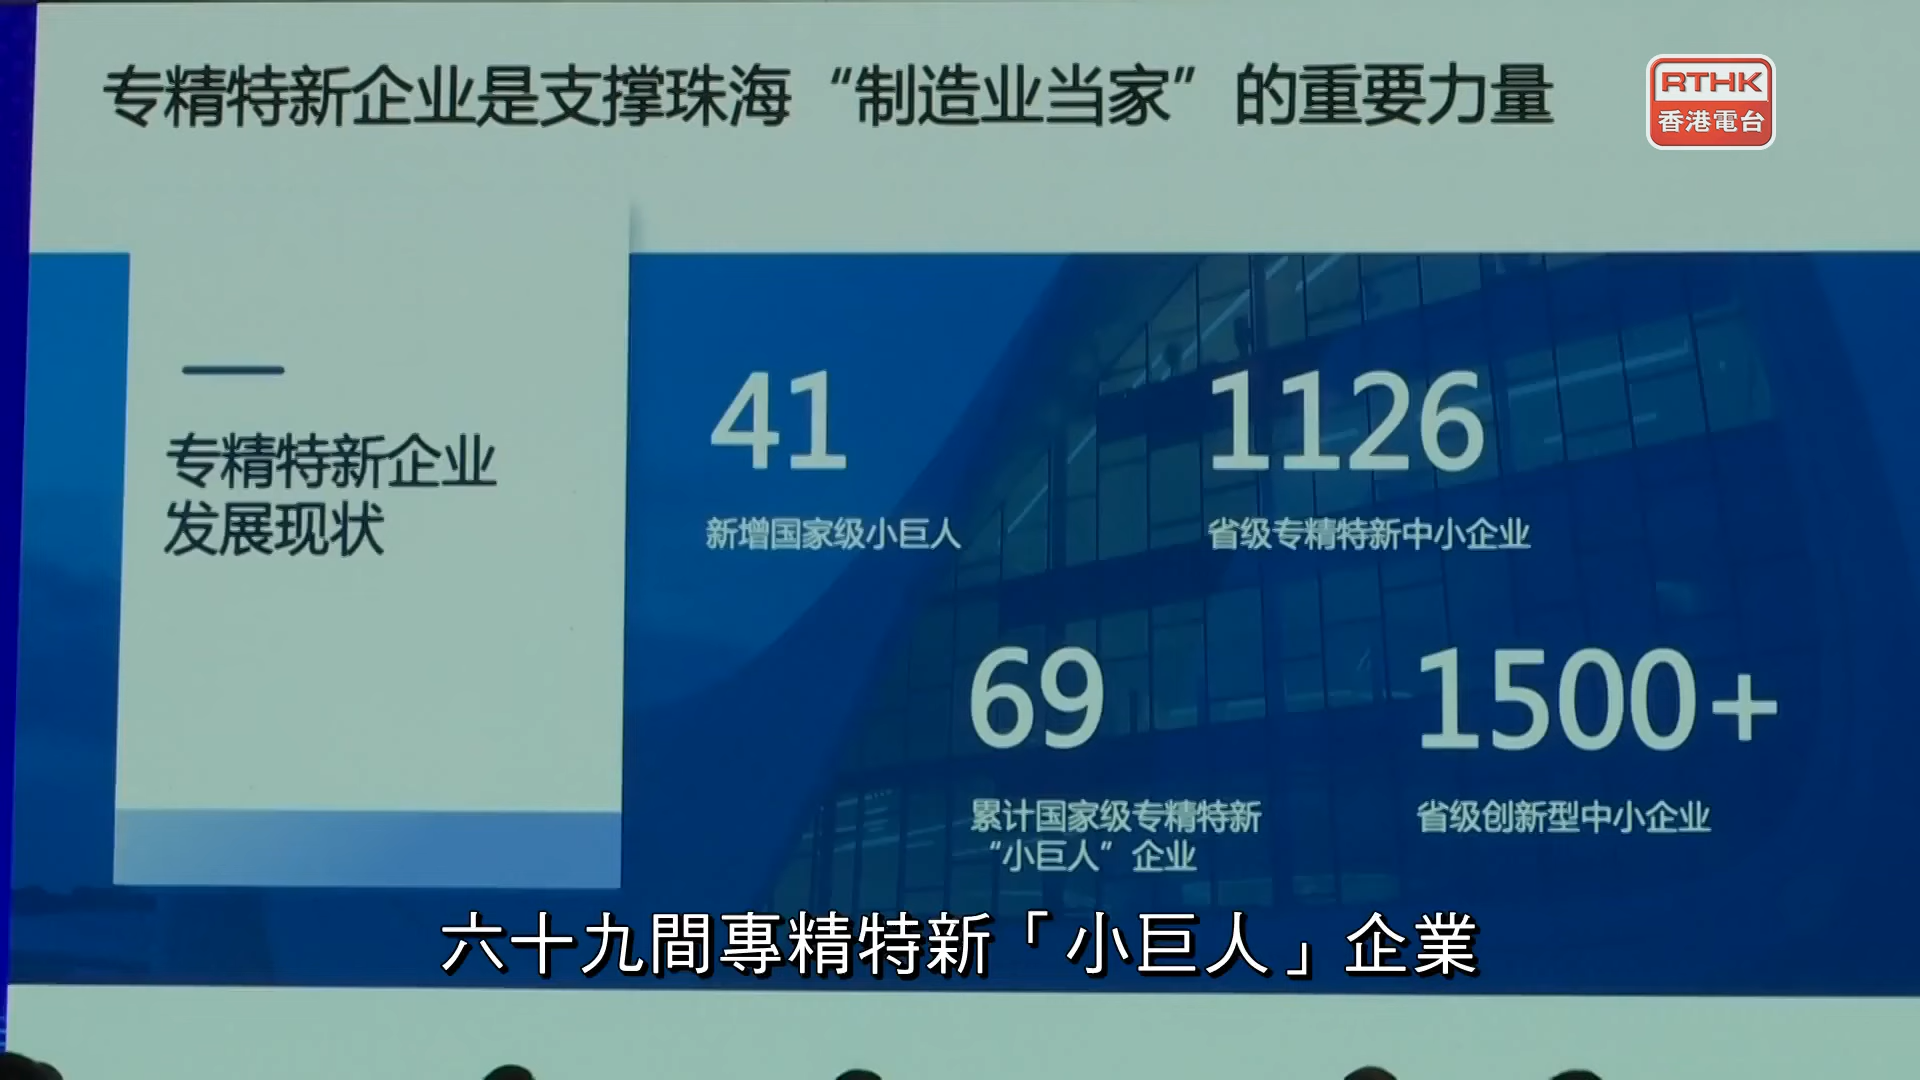 专精特新企业是支撑珠海“制造业当家”的重要力量
RTHK
香港電台
专精特新企业
发展现状
41
新增国家级小巨人
1126
省级专精特新中小企业
69
累计国家级专精特新
“小巨人”企业
1500+
省级创新型中小企业
六十九間專精特新「小巨人」企業